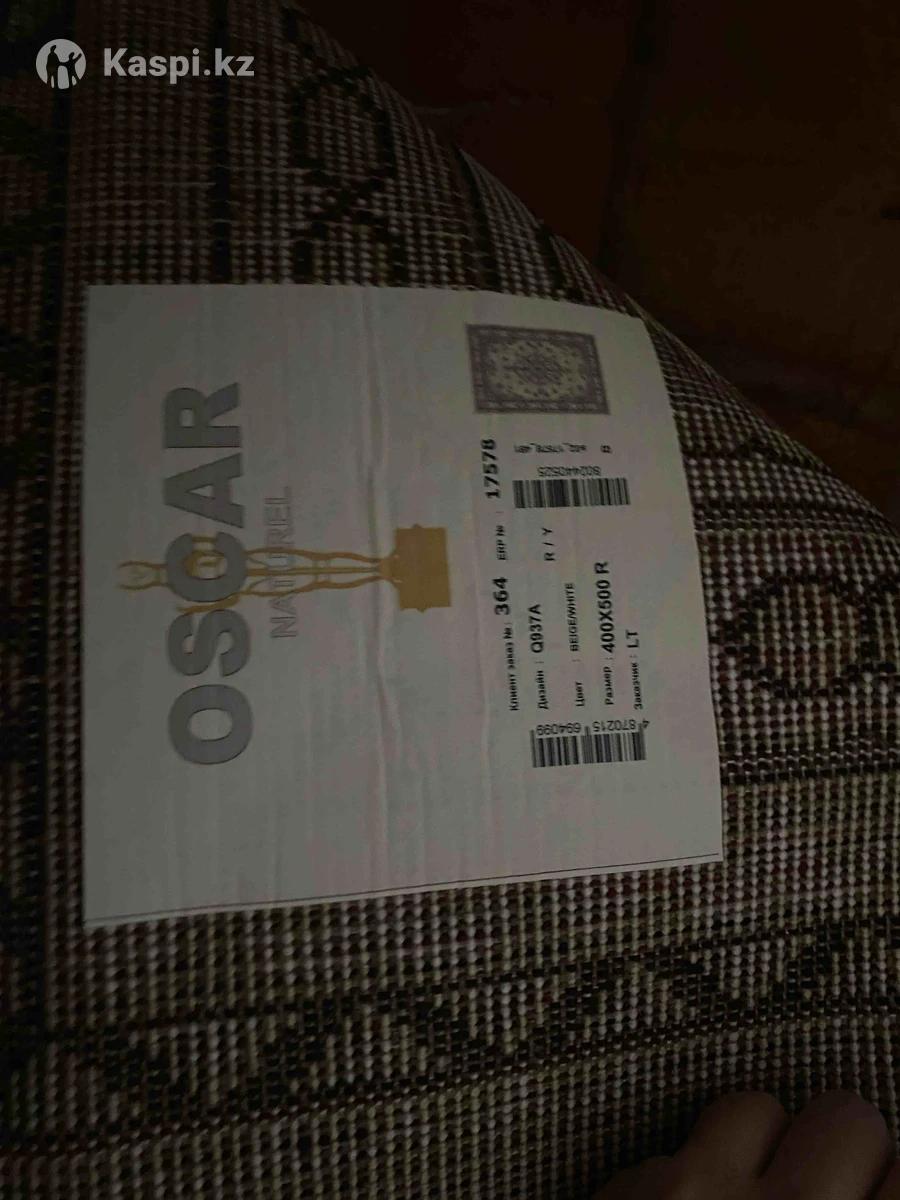 Kaspi.kz
OSCAR
NATUREL
Клиент заказ №: 364 ERP № : 17578
Дизайн : Q937A R / Y
Цвет : BEIGE/WHITE
Размер : 400X500 R
Заказчик : LT
802440525
4 870215 694099